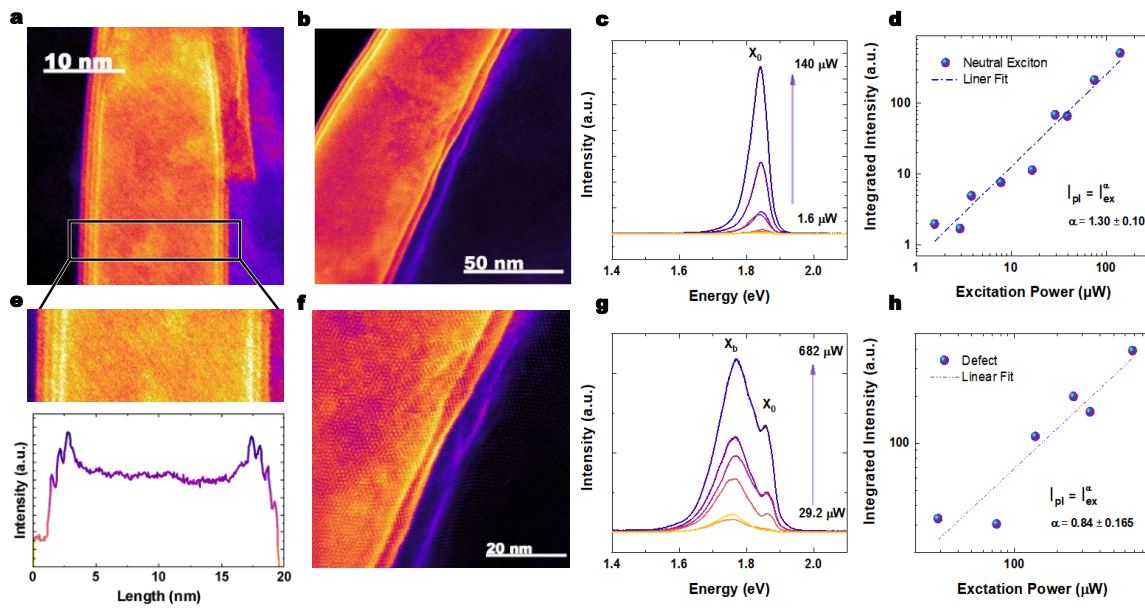 a
10 nm
b
50 nm
c
Intensity (a.u.)
X0
140 µW
1.6 µW
1.4 1.6 1.8 2.0
Energy (eV)
d
Integrated Intensity (a.u.)
Neutral Exciton
Liner Fit
100
10
1
Ipl = Iexα
α = 1.30 ± 0.10
1 10 100
Excitation Power (µW)
e
Intensity (a.u.)
0 5 10 15 20
Length (nm)
f
20 nm
g
Intensity (a.u.)
Xb
X0
682 µW
29.2 µW
1.4 1.6 1.8 2.0
Energy (eV)
h
Integrated Intensity (a.u.)
Defect
Linear Fit
100
Ipl = Iexα
α = 0.84 ± 0.165
100
Exctation Power (µW)